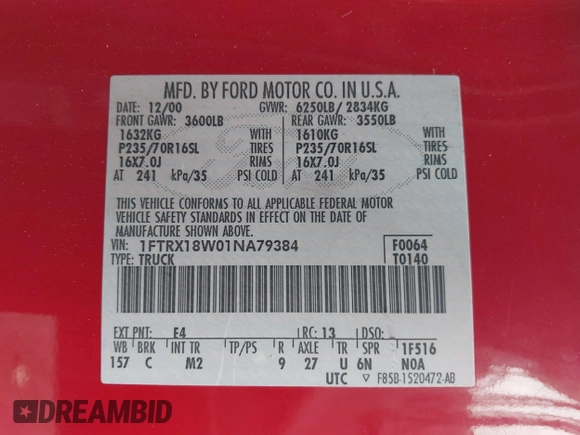 MFD. BY FORD MOTOR CO. IN U.S.A.
DATE: 12/00 GVWR: 6250LB/ 2834KG
FRONT GAWR: 3600LB REAR GAWR: 3550LB
1632KG WITH 1610KG WITH
P235/70R16SL TIRES P235/70R16SL TIRES
16X7.0J RIMS 16X7.0J RIMS
AT 241 kPa/35 PSI COLD AT 241 kPa/35 PSI COLD
THIS VEHICLE CONFORMS TO ALL APPLICABLE FEDERAL MOTOR
VEHICLE SAFETY STANDARDS IN EFFECT ON THE DATE OF
MANUFACTURE SHOWN ABOVE.
VIN: 1FTRX18W01NA79384 F0064
TYPE: TRUCK T0140
EXT PNT: E4 RC: 13 DSO:
WB BRK INT TR TP/PS R AXLE TR SPR 1F516
157 C M2 9 27 U 6N N0A
UTC F85B-1520472-AB
DREAMBID